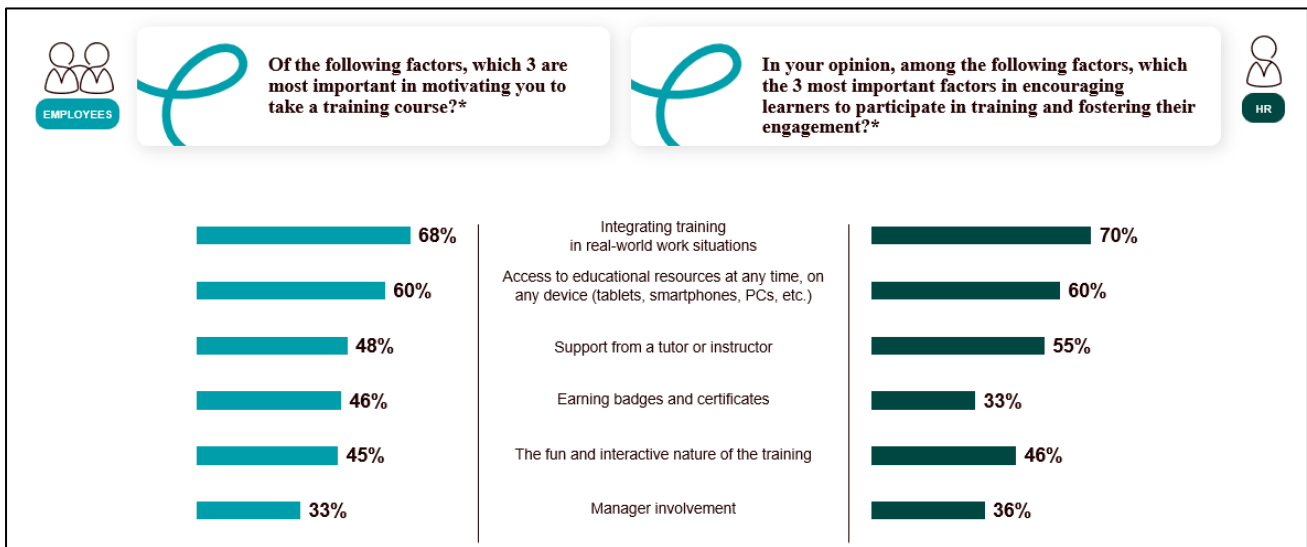 EMPLOYEES
Of the following factors, which 3 are
most important in motivating you to
take a training course?*
In your opinion, among the following factors, which
the 3 most important factors in encouraging
learners to participate in training and fostering their
engagement?*
HR
68%
Integrating training
in real-world work situations
70%
60%
Access to educational resources at any time, on
any device (tablets, smartphones, PCs, etc.)
60%
48%
Support from a tutor or instructor
55%
46%
Earning badges and certificates
33%
45%
The fun and interactive nature of the training
46%
33%
Manager involvement
36%